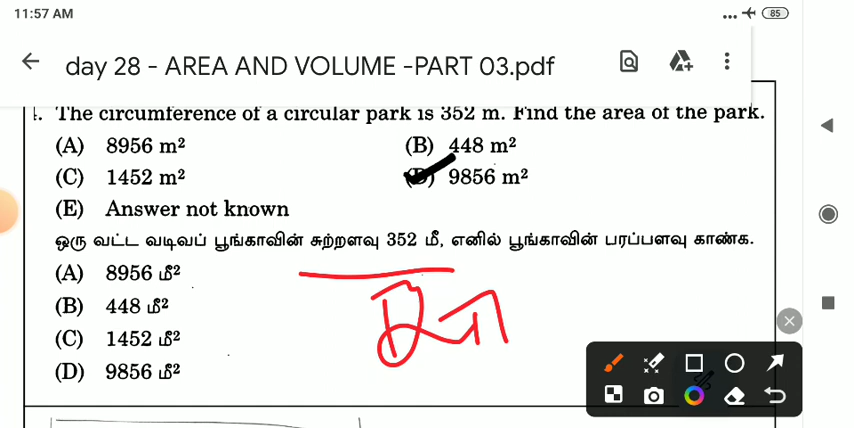 11:57 AM
85
day 28 - AREA AND VOLUME -PART 03.pdf
. The circumference of a circular park is 352 m. Find the area of the park.
(A) 8956 m² (B) 448 m²
(C) 1452 m² (D) 9856 m²
(E) Answer not known
ஒரு வட்ட வடிவப் பூங்காவின் சுற்றளவு 352 மீ, எனில் பூங்காவின் பரப்பளவு காண்க.
(A) 8956 மீ²
(B) 448 மீ²
(C) 1452 மீ²
(D) 9856 மீ²